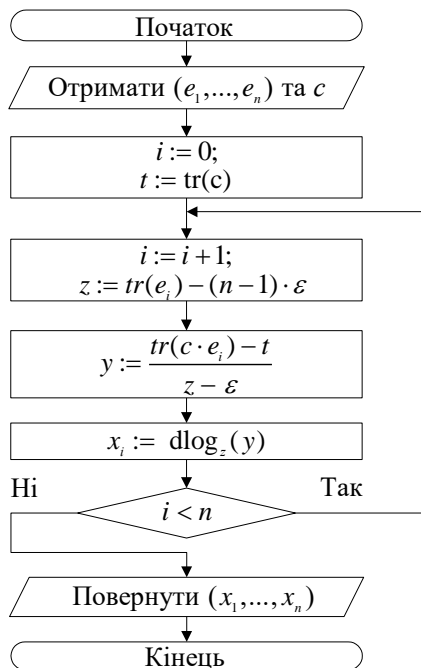 Початок
Отримати (e₁,...,eₙ) та c
i := 0;
t := tr(c)
i := i + 1;
z := tr(eᵢ) − (n − 1) · ε
y := (tr(c · eᵢ) − t) / (z − ε)
xᵢ := dlog_z(y)
Ні Так
i < n
Повернути (x₁,...,xₙ)
Кінець